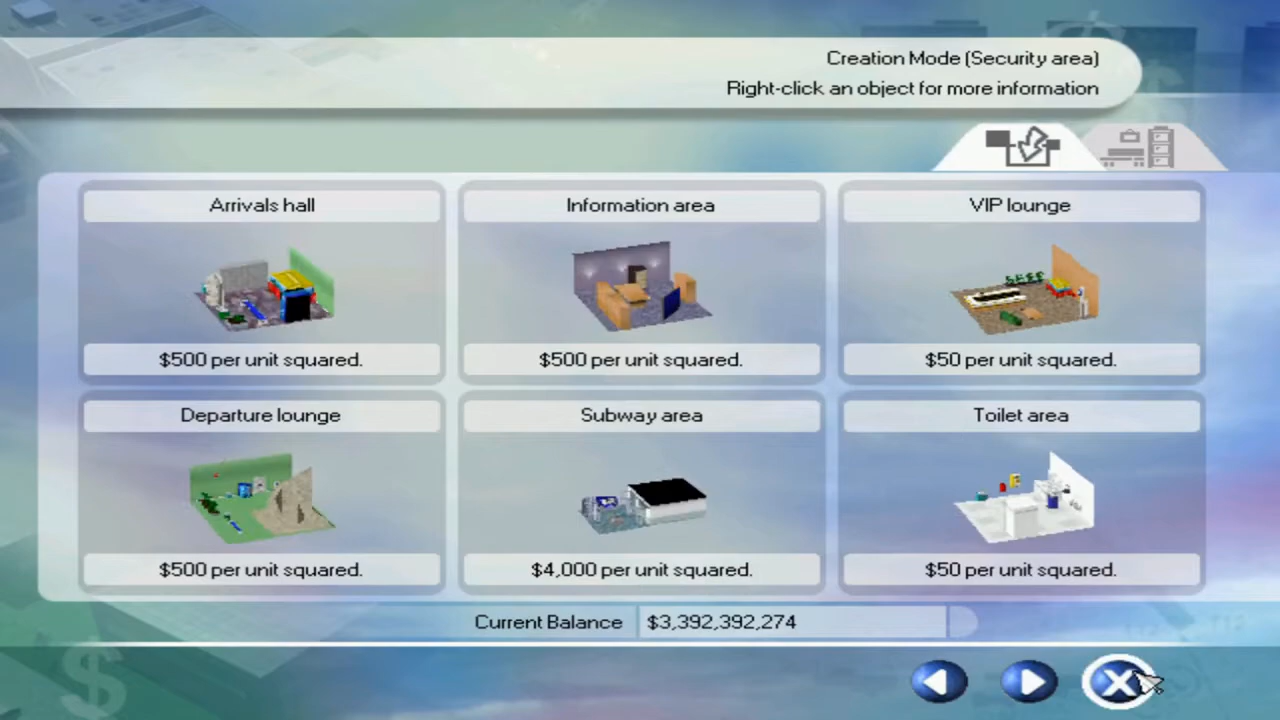 Creation Mode (Security area)
Right-click an object for more information
Arrivals hall
Information area
VIP lounge
$500 per unit squared.
$500 per unit squared.
$50 per unit squared.
Departure lounge
Subway area
Toilet area
$500 per unit squared.
$4,000 per unit squared.
$50 per unit squared.
Current Balance
$3,392,392,274